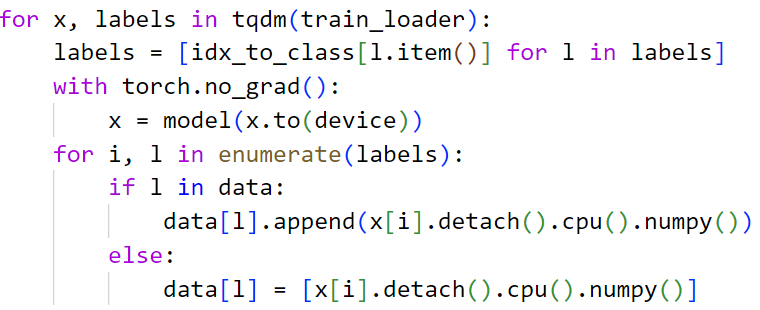 for x, labels in tqdm(train_loader):
    labels = [idx_to_class[l.item()] for l in labels]
    with torch.no_grad():
        x = model(x.to(device))
    for i, l in enumerate(labels):
        if l in data:
            data[l].append(x[i].detach().cpu().numpy())
        else:
            data[l] = [x[i].detach().cpu().numpy()]